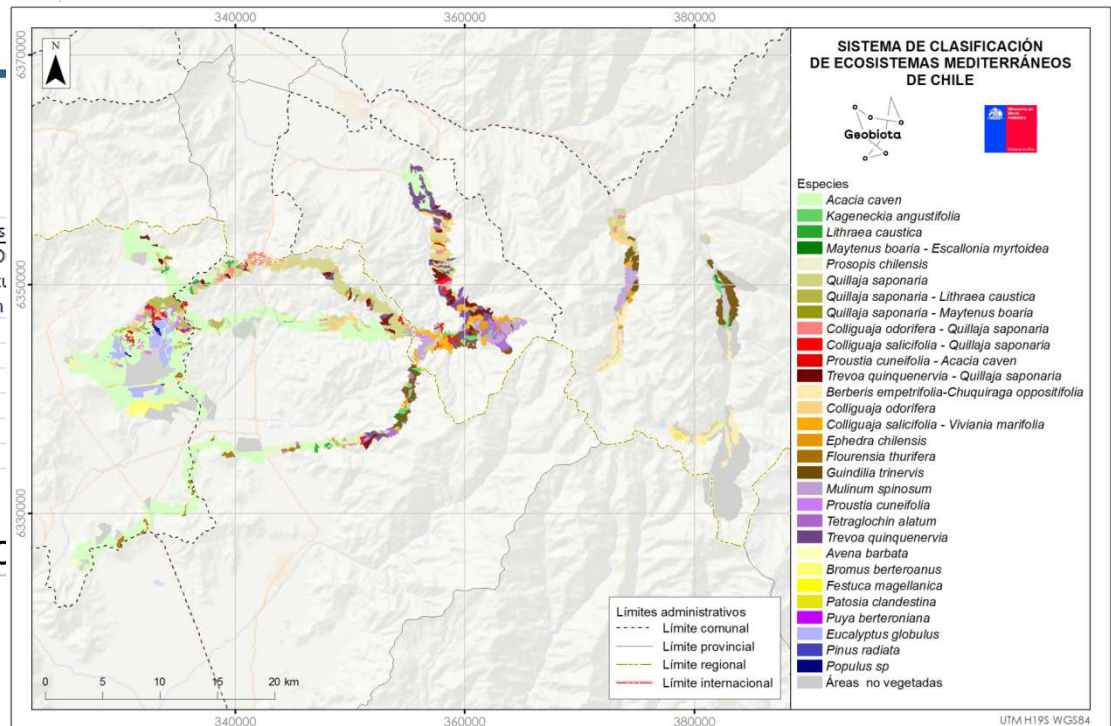 340000
360000
380000
6370000
6350000
6330000
N
SISTEMA DE CLASIFICACIÓN
DE ECOSISTEMAS MEDITERRÁNEOS
DE CHILE
Geobiota
Especies
Acacia caven
Kageneckia angustifolia
Lithraea caustica
Maytenus boaria - Escallonia myrtoidea
Prosopis chilensis
Quillaja saponaria
Quillaja saponaria - Lithraea caustica
Quillaja saponaria - Maytenus boaria
Colliguaja odorifera - Quillaja saponaria
Colliguaja salicifolia - Quillaja saponaria
Proustia cuneifolia - Acacia caven
Trevoa quinquenervia - Quillaja saponaria
Berberis empetrifolia-Chuquiraga oppositifolia
Colliguaja odorifera
Colliguaja salicifolia - Viviania marifolia
Ephedra chilensis
Flourensia thurifera
Guindilia trinervis
Mulinum spinosum
Proustia cuneifolia
Tetraglochin alatum
Trevoa quinquenervia
Avena barbata
Bromus berteroanus
Festuca magellanica
Patosia clandestina
Puya berteroniana
Eucalyptus globulus
Pinus radiata
Populus sp
Áreas no vegetadas
Límites administrativos
Límite comunal
Límite provincial
Límite regional
Límite internacional
0 5 10 15 20 km
340000
360000
380000
UTM H19S WGS84